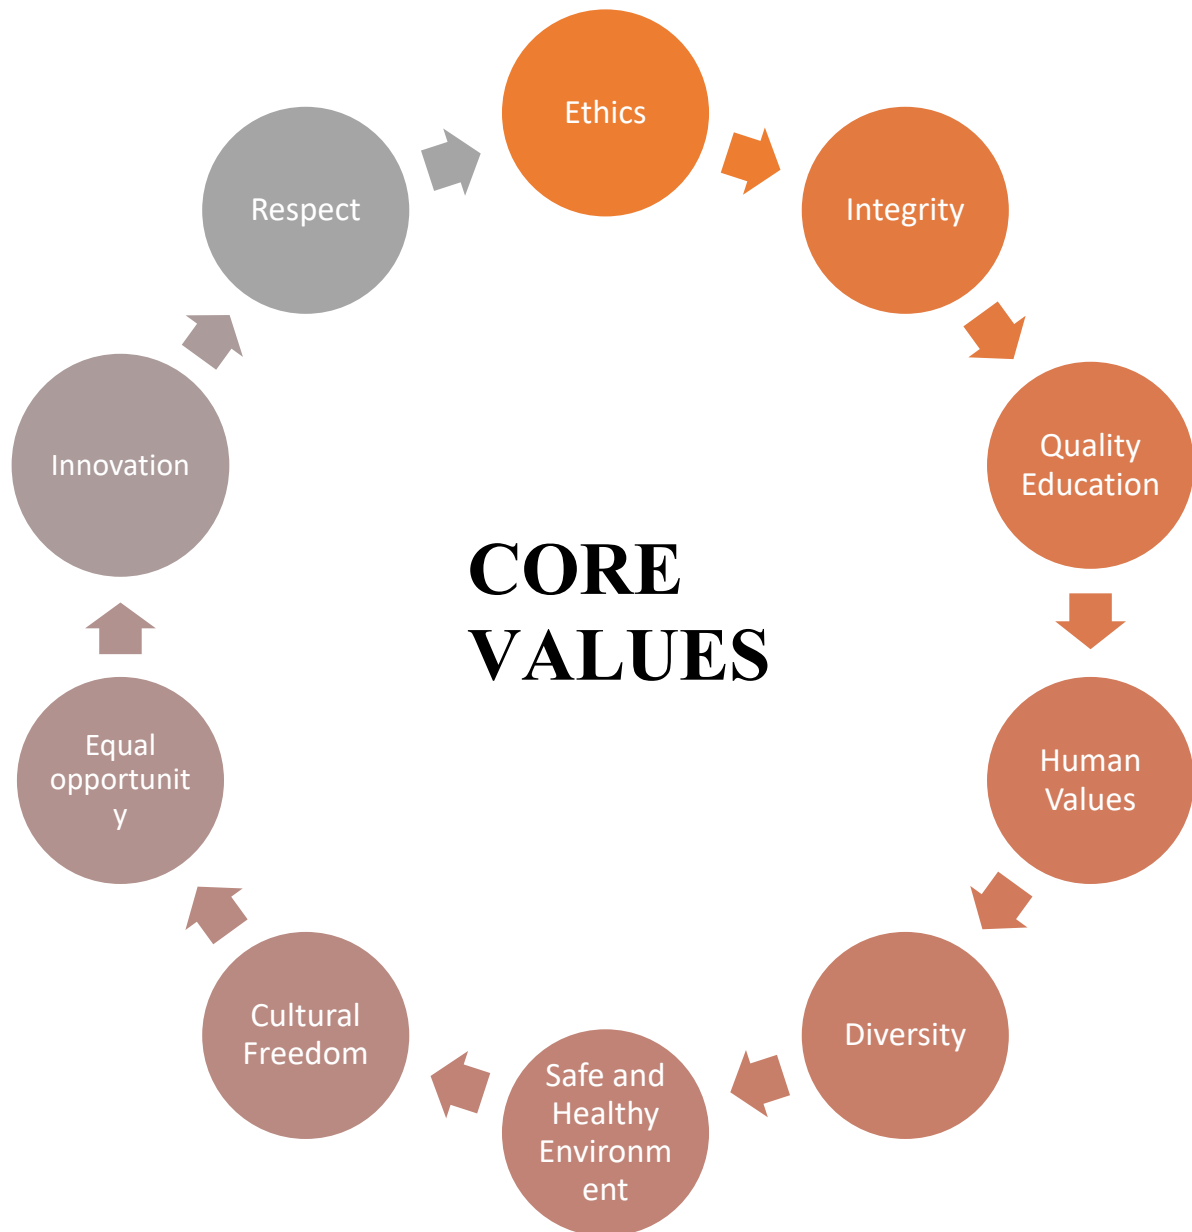 Ethics
Integrity
Quality
Education
Human
Values
Diversity
Safe and
Healthy
Environm
ent
Cultural
Freedom
Equal
opportunit
y
Innovation
Respect
CORE
VALUES